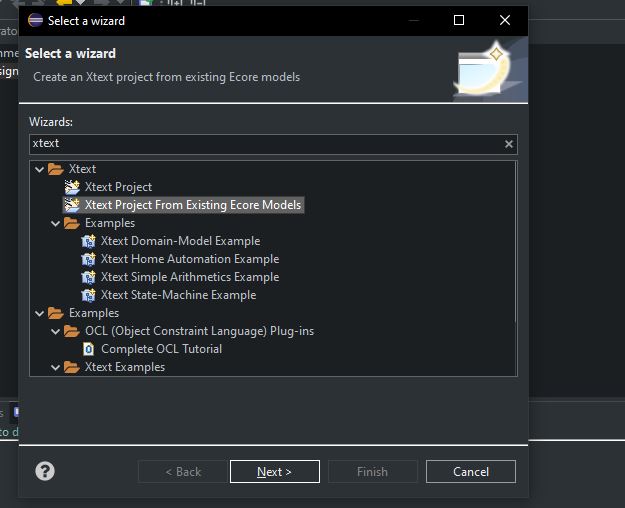 Select a wizard
Select a wizard
Create an Xtext project from existing Ecore models
Wizards:
xtext
Xtext
Xtext Project
Xtext Project From Existing Ecore Models
Examples
Xtext Domain-Model Example
Xtext Home Automation Example
Xtext Simple Arithmetics Example
Xtext State-Machine Example
Examples
OCL (Object Constraint Language) Plug-ins
Complete OCL Tutorial
Xtext Examples
to d
< Back
Next >
Finish
Cancel